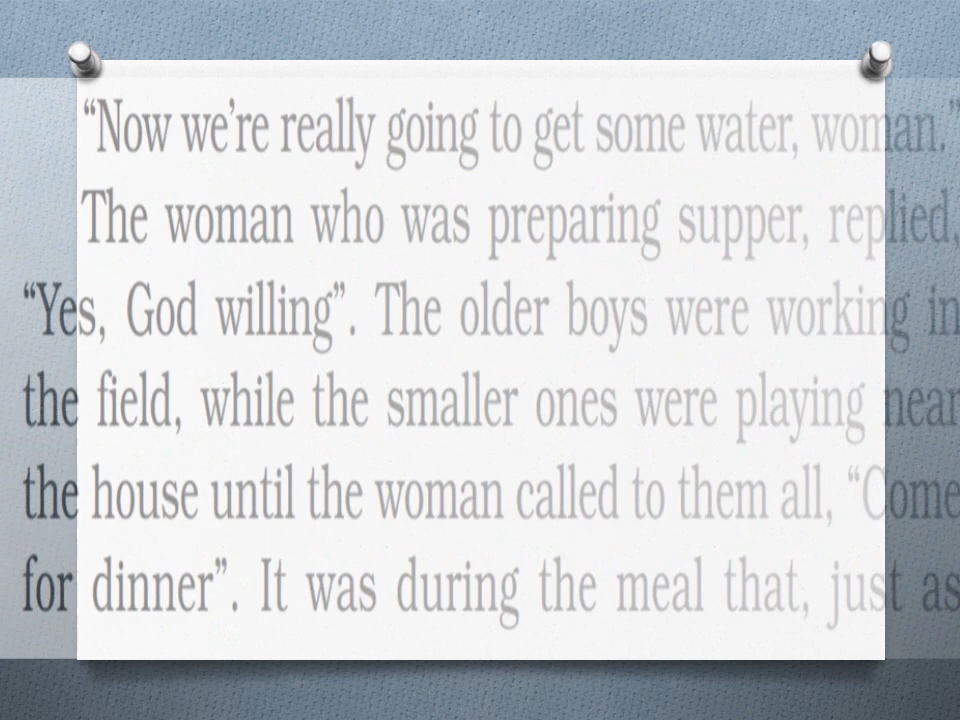 “Now we’re really going to get some water, woman.”
The woman who was preparing supper, replied,
“Yes, God willing”. The older boys were working in
the field, while the smaller ones were playing near
the house until the woman called to them all, “Come
for dinner”. It was during the meal that, just as